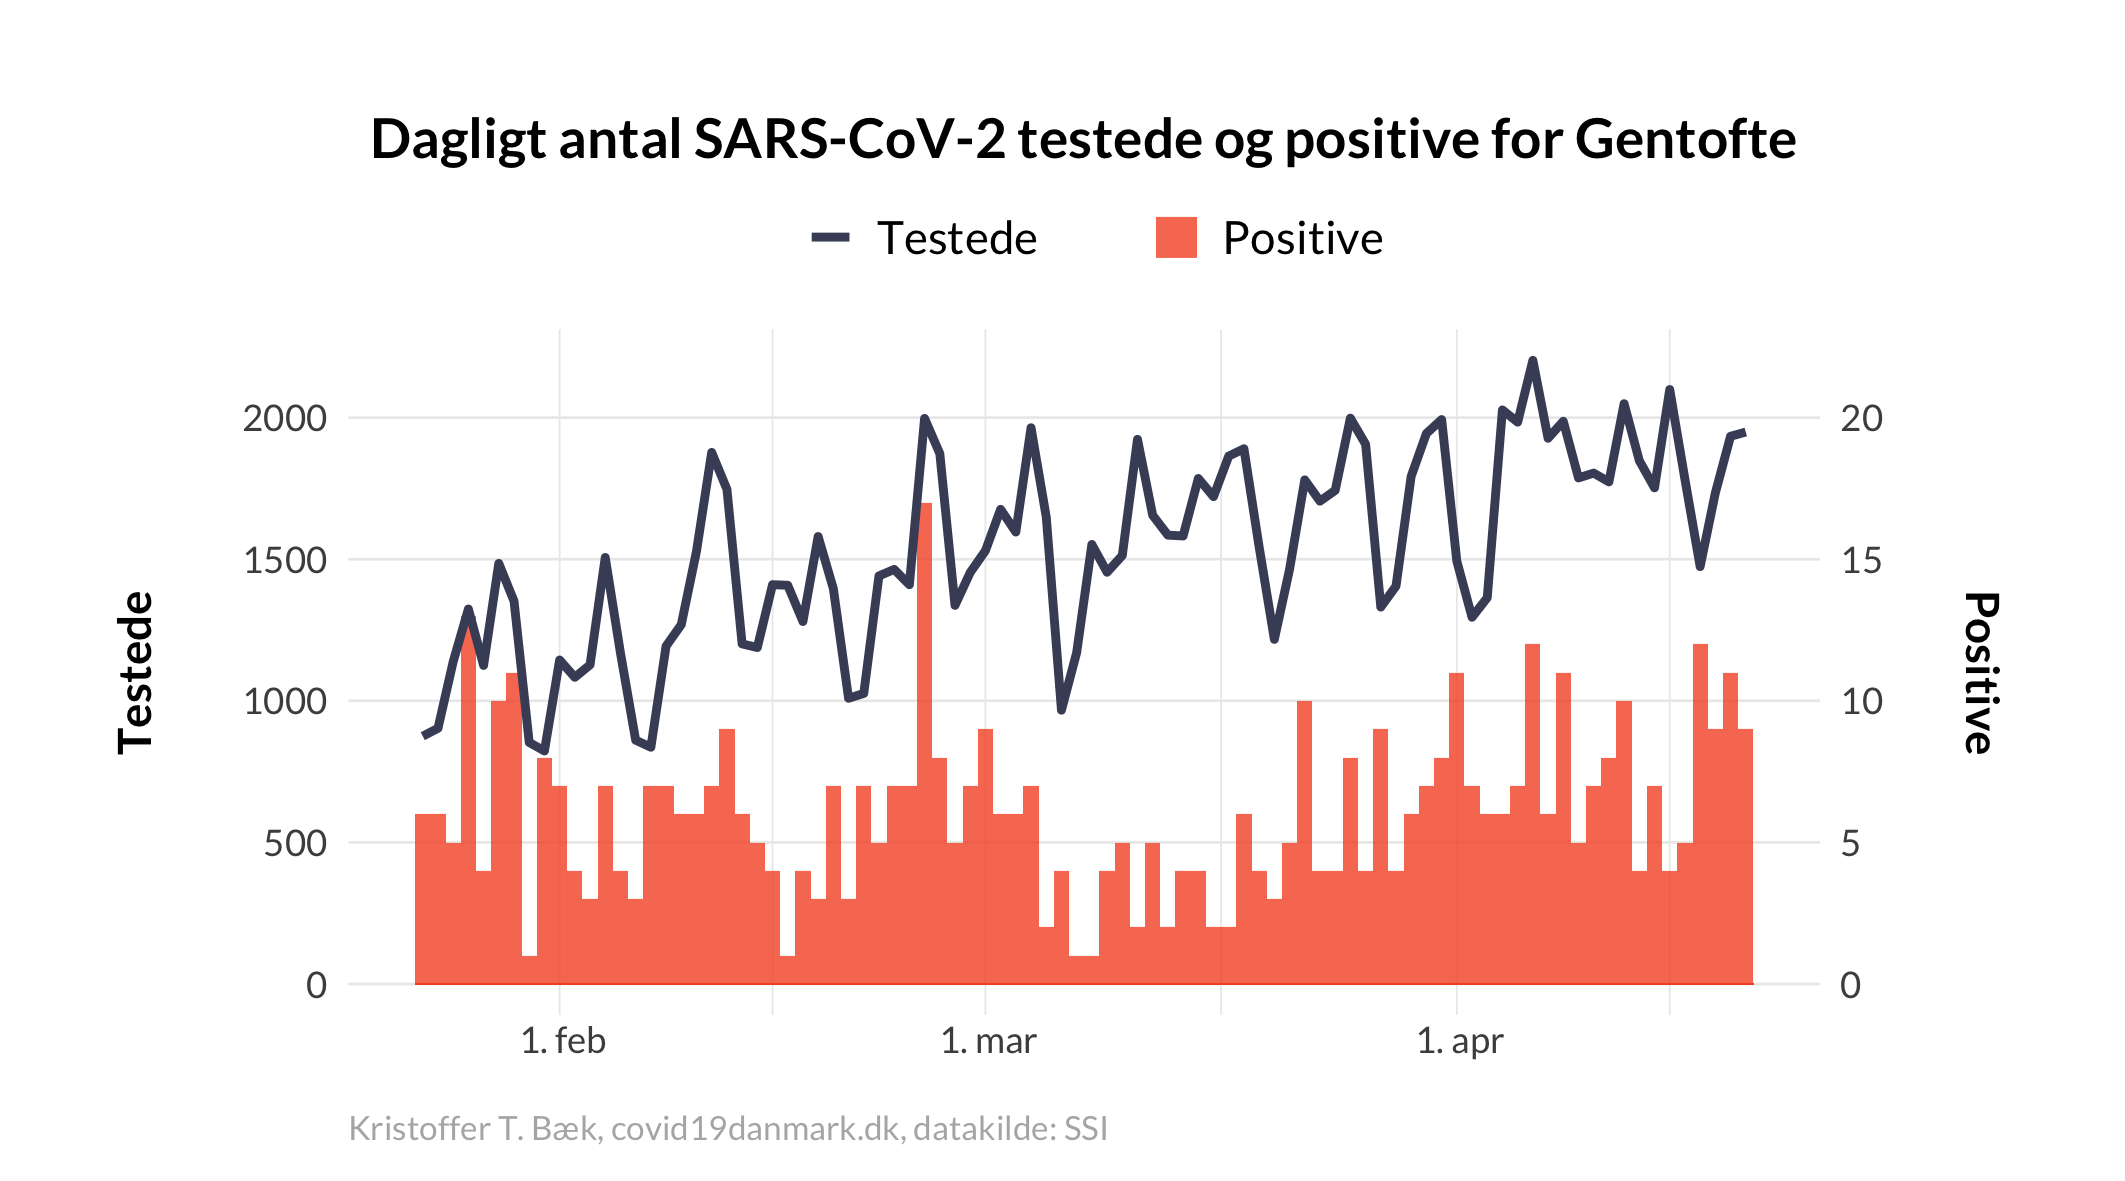 Dagligt antal SARS-CoV-2 testede og positive for Gentofte
Testede
Positive
2000
1500
1000
500
0
Testede
20
15
10
5
0
Positive
1. feb
1. mar
1. apr
Kristoffer T. Bæk, covid19danmark.dk, datakilde: SSI